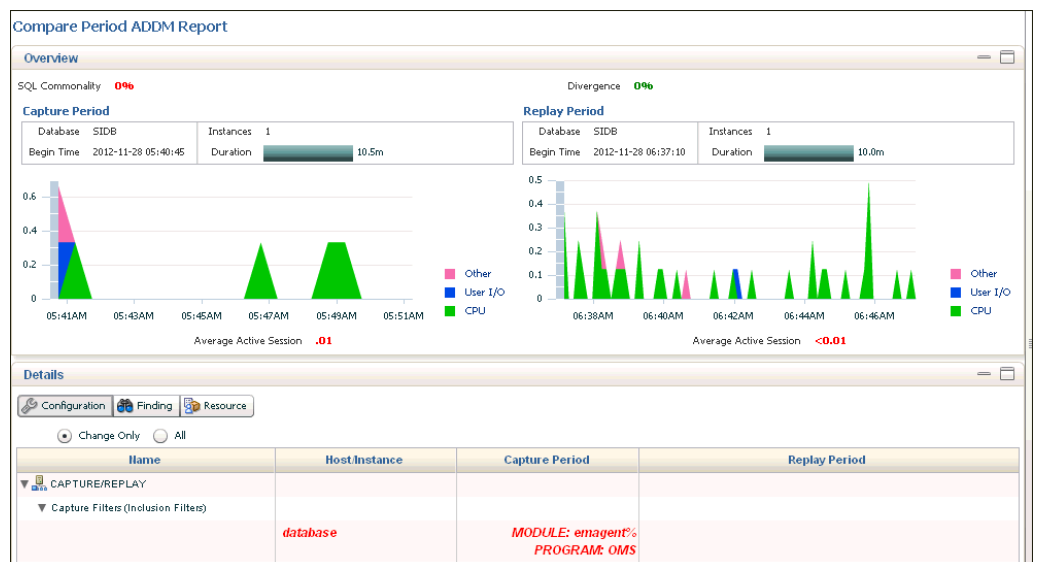 Compare Period ADDM Report
Overview
SQL Commonality 0%
Divergence 0%
Capture Period
Database SIDB Instances 1
Begin Time 2012-11-28 05:40:45 Duration 10.5m
Replay Period
Database SIDB Instances 1
Begin Time 2012-11-28 06:37:10 Duration 10.0m
0.6
0.4
0.2
0
05:41AM 05:43AM 05:45AM 05:47AM 05:49AM 05:51AM
Other
User I/O
CPU
Average Active Session .01
0.5
0.4
0.3
0.2
0.1
0
06:38AM 06:40AM 06:42AM 06:44AM 06:46AM
Other
User I/O
CPU
Average Active Session <0.01
Details
Configuration Finding Resource
Change Only All
Name Host/Instance Capture Period Replay Period
CAPTURE/REPLAY
Capture Filters (Inclusion Filters)
database MODULE: emagent%
PROGRAM: OMS